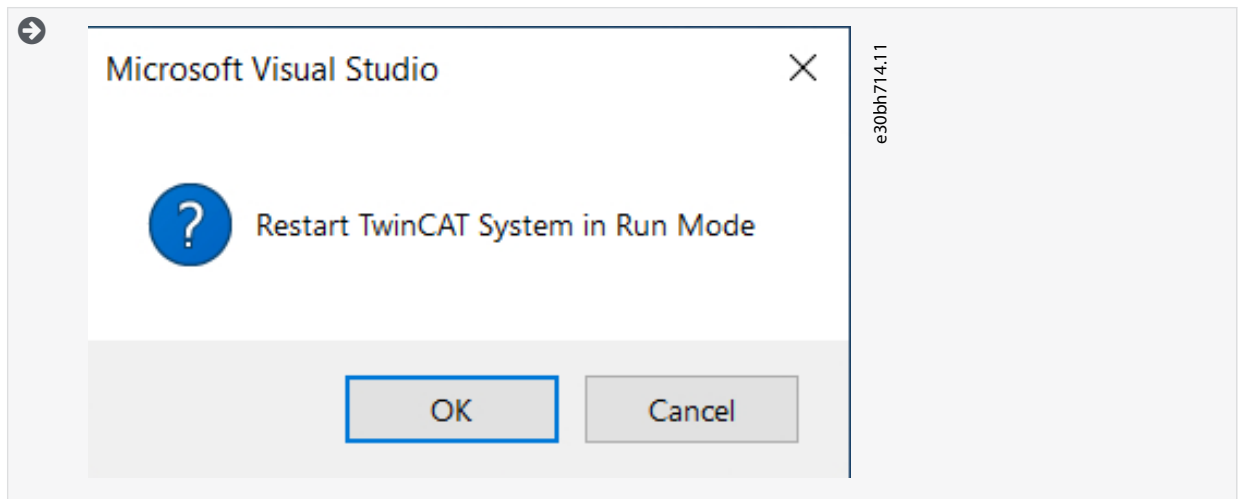 Microsoft Visual Studio
e30bh714.11
Restart TwinCAT System in Run Mode
OK
Cancel